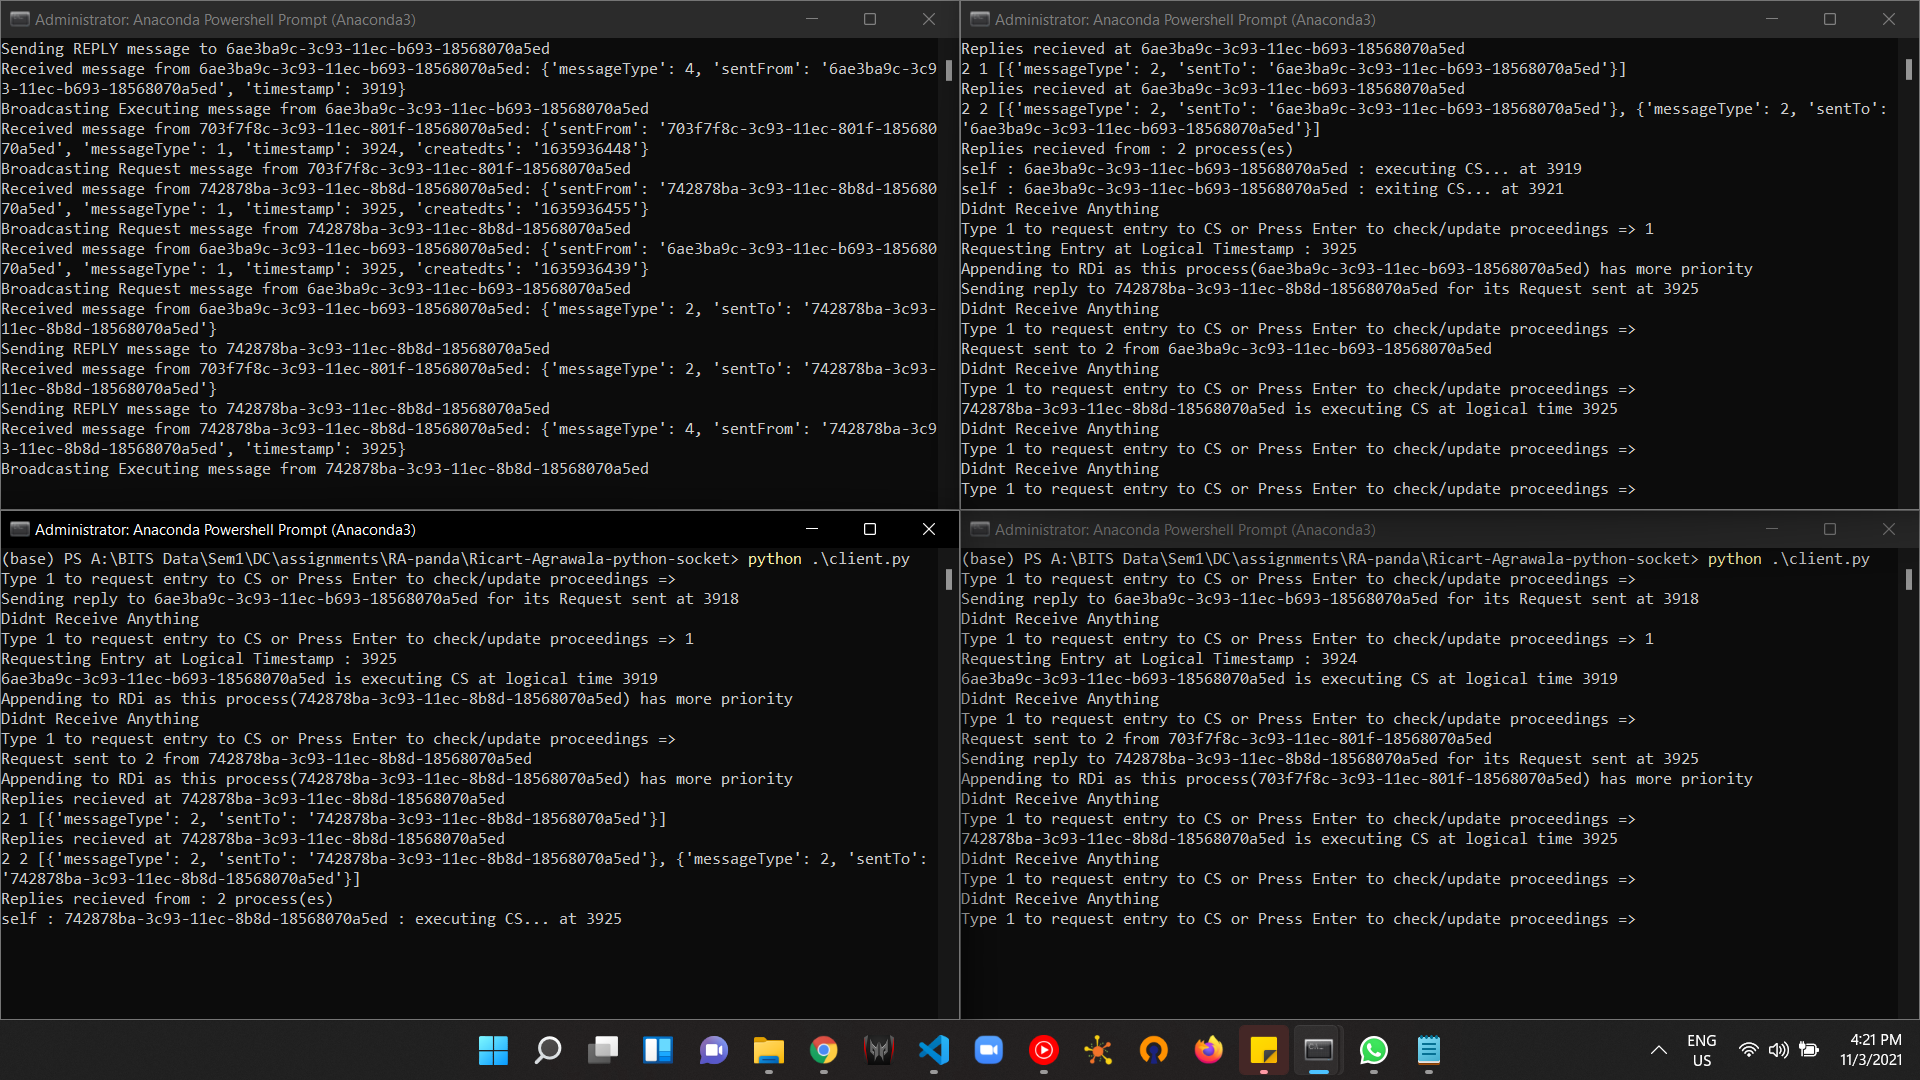 Administrator: Anaconda Powershell Prompt (Anaconda3)
Sending REPLY message to 6ae3ba9c-3c93-11ec-b693-18568070a5ed
Received message from 6ae3ba9c-3c93-11ec-b693-18568070a5ed: {'messageType': 4, 'sentFrom': '6ae3ba9c-3c9
3-11ec-b693-18568070a5ed', 'timestamp': 3919}
Broadcasting Executing message from 6ae3ba9c-3c93-11ec-b693-18568070a5ed
Received message from 703f7f8c-3c93-11ec-801f-18568070a5ed: {'sentFrom': '703f7f8c-3c93-11ec-801f-185680
70a5ed', 'messageType': 1, 'timestamp': 3924, 'createdts': '1635936448'}
Broadcasting Request message from 703f7f8c-3c93-11ec-801f-18568070a5ed
Received message from 742878ba-3c93-11ec-8b8d-18568070a5ed: {'sentFrom': '742878ba-3c93-11ec-8b8d-185680
70a5ed', 'messageType': 1, 'timestamp': 3925, 'createdts': '1635936455'}
Broadcasting Request message from 742878ba-3c93-11ec-8b8d-18568070a5ed
Received message from 6ae3ba9c-3c93-11ec-b693-18568070a5ed: {'sentFrom': '6ae3ba9c-3c93-11ec-b693-185680
70a5ed', 'messageType': 1, 'timestamp': 3925, 'createdts': '1635936439'}
Broadcasting Request message from 6ae3ba9c-3c93-11ec-b693-18568070a5ed
Received message from 6ae3ba9c-3c93-11ec-b693-18568070a5ed: {'messageType': 2, 'sentTo': '742878ba-3c93-
11ec-8b8d-18568070a5ed'}
Sending REPLY message to 742878ba-3c93-11ec-8b8d-18568070a5ed
Received message from 703f7f8c-3c93-11ec-801f-18568070a5ed: {'messageType': 2, 'sentTo': '742878ba-3c93-
11ec-8b8d-18568070a5ed'}
Sending REPLY message to 742878ba-3c93-11ec-8b8d-18568070a5ed
Received message from 742878ba-3c93-11ec-8b8d-18568070a5ed: {'messageType': 4, 'sentFrom': '742878ba-3c9
3-11ec-8b8d-18568070a5ed', 'timestamp': 3925}
Broadcasting Executing message from 742878ba-3c93-11ec-8b8d-18568070a5ed
Administrator: Anaconda Powershell Prompt (Anaconda3)
Replies recieved at 6ae3ba9c-3c93-11ec-b693-18568070a5ed
2 1 [{'messageType': 2, 'sentTo': '6ae3ba9c-3c93-11ec-b693-18568070a5ed'}]
Replies recieved at 6ae3ba9c-3c93-11ec-b693-18568070a5ed
2 2 [{'messageType': 2, 'sentTo': '6ae3ba9c-3c93-11ec-b693-18568070a5ed'}, {'messageType': 2, 'sentTo':
'6ae3ba9c-3c93-11ec-b693-18568070a5ed'}]
Replies recieved from : 2 process(es)
self : 6ae3ba9c-3c93-11ec-b693-18568070a5ed : executing CS... at 3919
self : 6ae3ba9c-3c93-11ec-b693-18568070a5ed : exiting CS... at 3921
Didnt Receive Anything
Type 1 to request entry to CS or Press Enter to check/update proceedings => 1
Requesting Entry at Logical Timestamp : 3925
Appending to RDi as this process(6ae3ba9c-3c93-11ec-b693-18568070a5ed) has more priority
Sending reply to 742878ba-3c93-11ec-8b8d-18568070a5ed for its Request sent at 3925
Didnt Receive Anything
Type 1 to request entry to CS or Press Enter to check/update proceedings =>
Request sent to 2 from 6ae3ba9c-3c93-11ec-b693-18568070a5ed
Didnt Receive Anything
Type 1 to request entry to CS or Press Enter to check/update proceedings =>
742878ba-3c93-11ec-8b8d-18568070a5ed is executing CS at logical time 3925
Didnt Receive Anything
Type 1 to request entry to CS or Press Enter to check/update proceedings =>
Didnt Receive Anything
Type 1 to request entry to CS or Press Enter to check/update proceedings =>
Administrator: Anaconda Powershell Prompt (Anaconda3)
(base) PS A:\BITS Data\Sem1\DC\assignments\RA-panda\Ricart-Agrawala-python-socket> python .\client.py
Type 1 to request entry to CS or Press Enter to check/update proceedings =>
Sending reply to 6ae3ba9c-3c93-11ec-b693-18568070a5ed for its Request sent at 3918
Didnt Receive Anything
Type 1 to request entry to CS or Press Enter to check/update proceedings => 1
Requesting Entry at Logical Timestamp : 3925
6ae3ba9c-3c93-11ec-b693-18568070a5ed is executing CS at logical time 3919
Appending to RDi as this process(742878ba-3c93-11ec-8b8d-18568070a5ed) has more priority
Didnt Receive Anything
Type 1 to request entry to CS or Press Enter to check/update proceedings =>
Request sent to 2 from 742878ba-3c93-11ec-8b8d-18568070a5ed
Appending to RDi as this process(742878ba-3c93-11ec-8b8d-18568070a5ed) has more priority
Replies recieved at 742878ba-3c93-11ec-8b8d-18568070a5ed
2 1 [{'messageType': 2, 'sentTo': '742878ba-3c93-11ec-8b8d-18568070a5ed'}]
Replies recieved at 742878ba-3c93-11ec-8b8d-18568070a5ed
2 2 [{'messageType': 2, 'sentTo': '742878ba-3c93-11ec-8b8d-18568070a5ed'}, {'messageType': 2, 'sentTo':
'742878ba-3c93-11ec-8b8d-18568070a5ed'}]
Replies recieved from : 2 process(es)
self : 742878ba-3c93-11ec-8b8d-18568070a5ed : executing CS... at 3925
Administrator: Anaconda Powershell Prompt (Anaconda3)
(base) PS A:\BITS Data\Sem1\DC\assignments\RA-panda\Ricart-Agrawala-python-socket> python .\client.py
Type 1 to request entry to CS or Press Enter to check/update proceedings =>
Sending reply to 6ae3ba9c-3c93-11ec-b693-18568070a5ed for its Request sent at 3918
Didnt Receive Anything
Type 1 to request entry to CS or Press Enter to check/update proceedings => 1
Requesting Entry at Logical Timestamp : 3924
6ae3ba9c-3c93-11ec-b693-18568070a5ed is executing CS at logical time 3919
Didnt Receive Anything
Type 1 to request entry to CS or Press Enter to check/update proceedings =>
Request sent to 2 from 703f7f8c-3c93-11ec-801f-18568070a5ed
Sending reply to 742878ba-3c93-11ec-8b8d-18568070a5ed for its Request sent at 3925
Appending to RDi as this process(703f7f8c-3c93-11ec-801f-18568070a5ed) has more priority
Didnt Receive Anything
Type 1 to request entry to CS or Press Enter to check/update proceedings =>
742878ba-3c93-11ec-8b8d-18568070a5ed is executing CS at logical time 3925
Didnt Receive Anything
Type 1 to request entry to CS or Press Enter to check/update proceedings =>
Didnt Receive Anything
Type 1 to request entry to CS or Press Enter to check/update proceedings =>
ENG
US
4:21 PM
11/3/2021